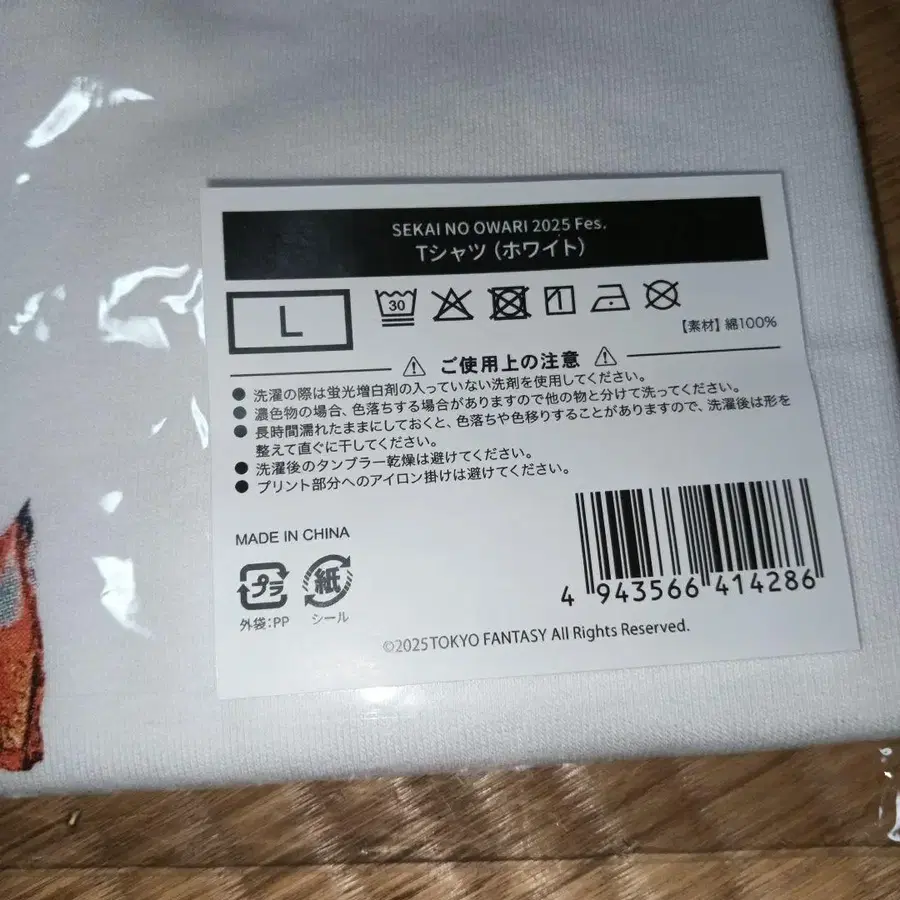 SEKAI NO OWARI 2025 Fes.
Tシャツ（ホワイト）
L
30
1
【素材】綿100%
ご使用上の注意
● 洗濯の際は蛍光増白剤の入っていない洗剤を使用してください。
● 濃色物の場合、色落ちする場合がありますので他の物と分けて洗ってください。
● 長時間濡れたままにしておくと、色落ちや色移りすることがありますので、洗濯後は形を
整えて直ぐに干してください。
● 洗濯後のタンブラー乾燥は避けてください。
● プリント部分へのアイロン掛けは避けてください。
MADE IN CHINA
プラ
紙
外袋：PP
シール
4 943566 414286
©2025TOKYO FANTASY All Rights Reserved.